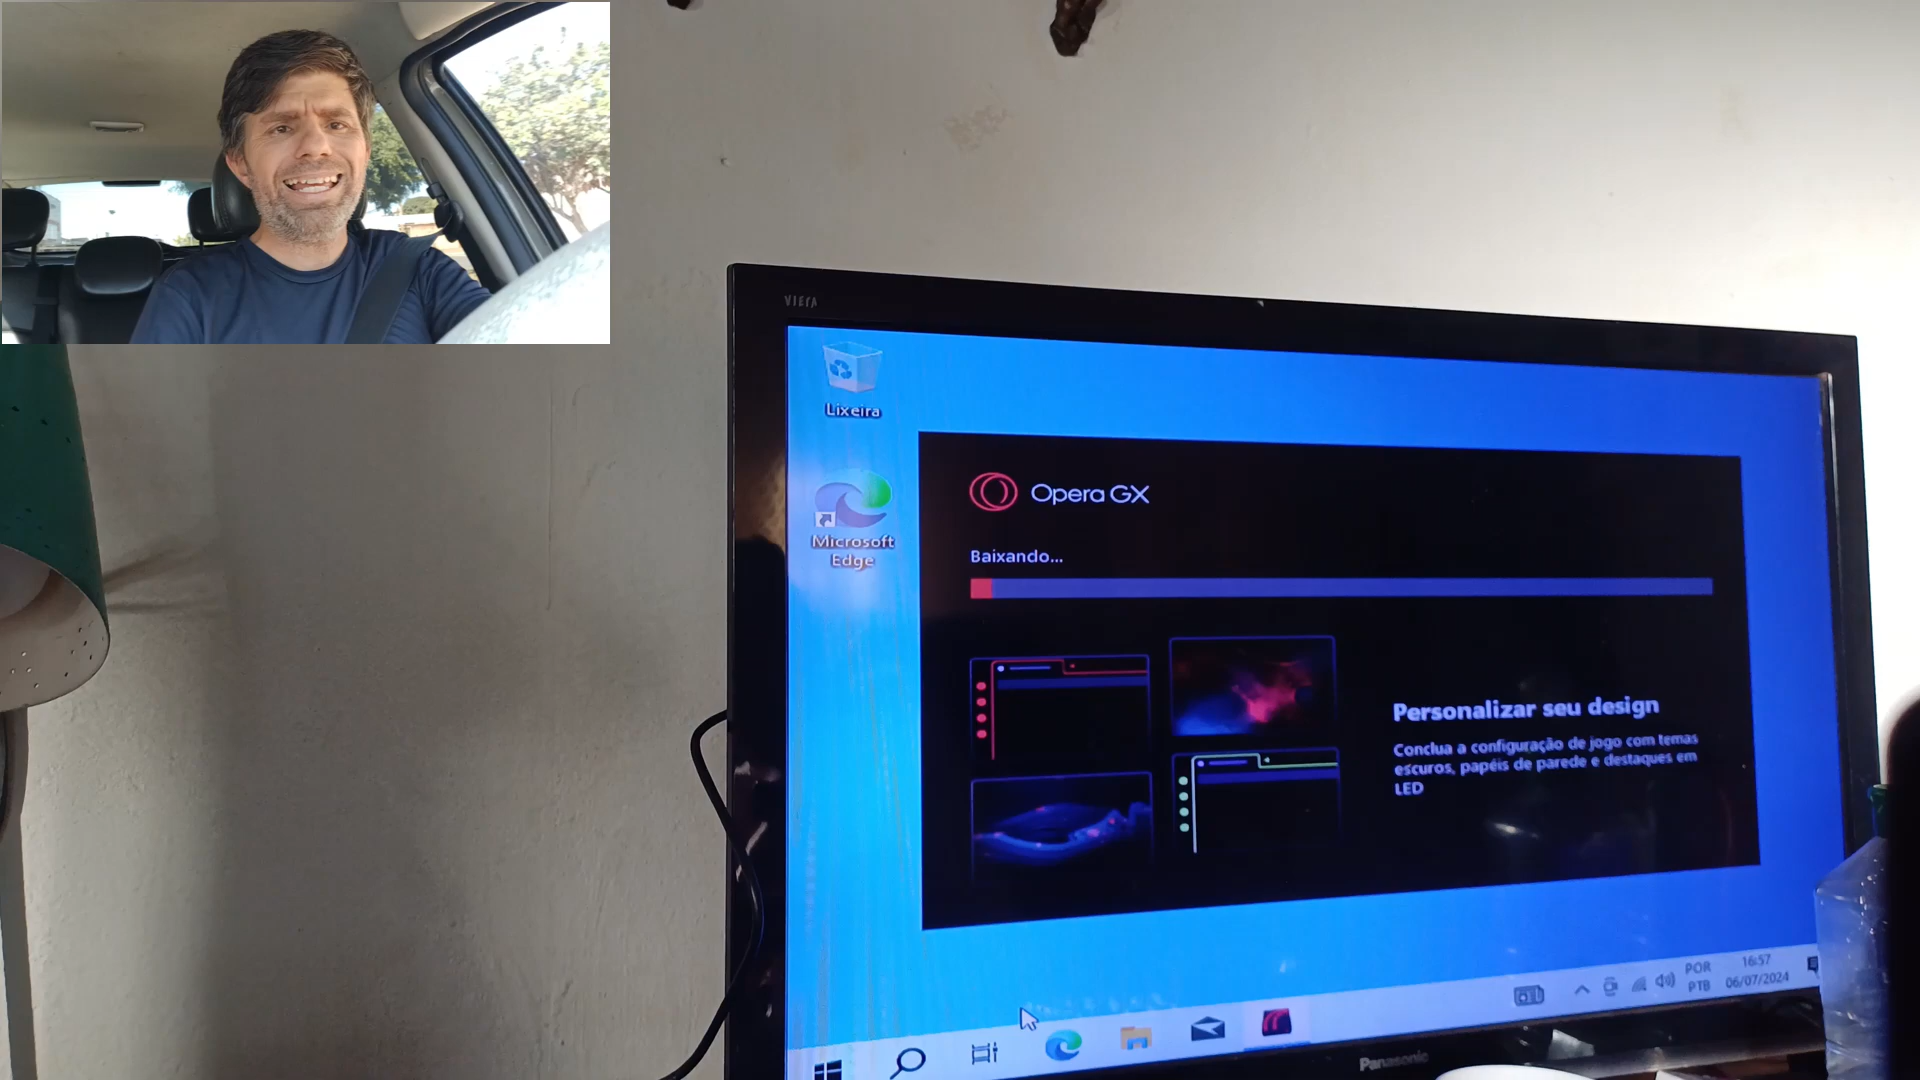 VIERA
Lixeira
Microsoft
Edge
Opera GX
Baixando...
Personalizar seu design
Conclua a configuração de jogo com temas
escuros, papéis de parede e destaques em
LED
POR
PTB
16:57
06/07/2024
Panasonic